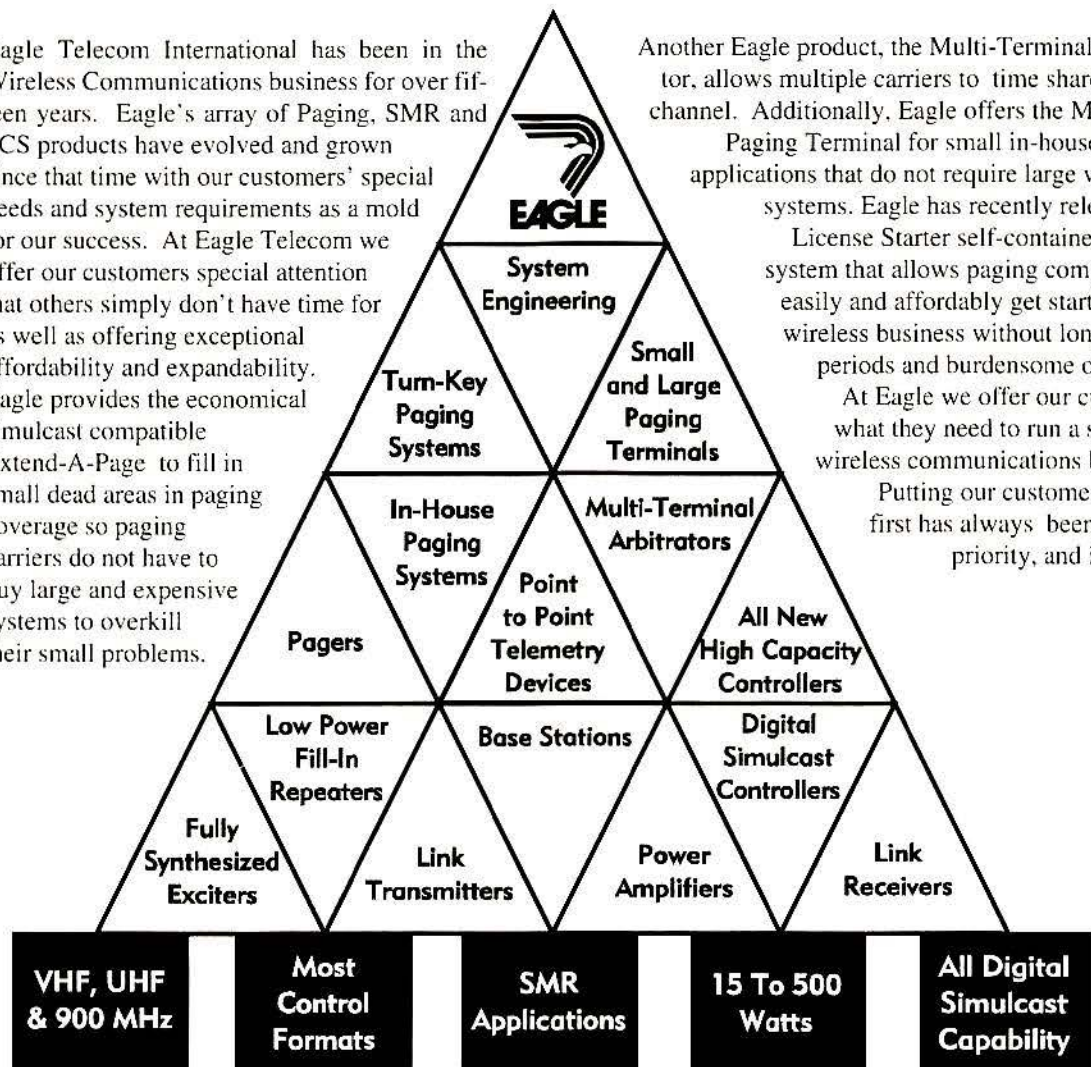 agle Telecom International has been in the
ireless Communications business for over fif-
een years. Eagle's array of Paging, SMR and
CS products have evolved and grown
nce that time with our customers' special
eeds and system requirements as a mold
or our success. At Eagle Telecom we
ffer our customers special attention
hat others simply don't have time for
s well as offering exceptional
ffordability and expandability.
agle provides the economical
imulcast compatible
xtend-A-Page to fill in
mall dead areas in paging
overage so paging
arriers do not have to
uy large and expensive
ystems to overkill
heir small problems.
Another Eagle product, the Multi-Terminal
tor, allows multiple carriers to time share
channel. Additionally, Eagle offers the M
Paging Terminal for small in-house
applications that do not require large
systems. Eagle has recently rele
License Starter self-containe
system that allows paging com
easily and affordably get start
wireless business without lon
periods and burdensome
At Eagle we offer our c
what they need to run a s
wireless communications
Putting our custome
first has always been
priority, and
EAGLE
System
Engineering
Turn-Key
Paging
Systems
Small
and Large
Paging
Terminals
In-House
Paging
Systems
Multi-Terminal
Arbitrators
Pagers
Point
to Point
Telemetry
Devices
All New
High Capacity
Controllers
Low Power
Fill-In
Repeaters
Base Stations
Digital
Simulcast
Controllers
Fully
Synthesized
Exciters
Link
Transmitters
Power
Amplifiers
Link
Receivers
VHF, UHF
& 900 MHz
Most
Control
Formats
SMR
Applications
15 To 500
Watts
All Digital
Simulcast
Capability